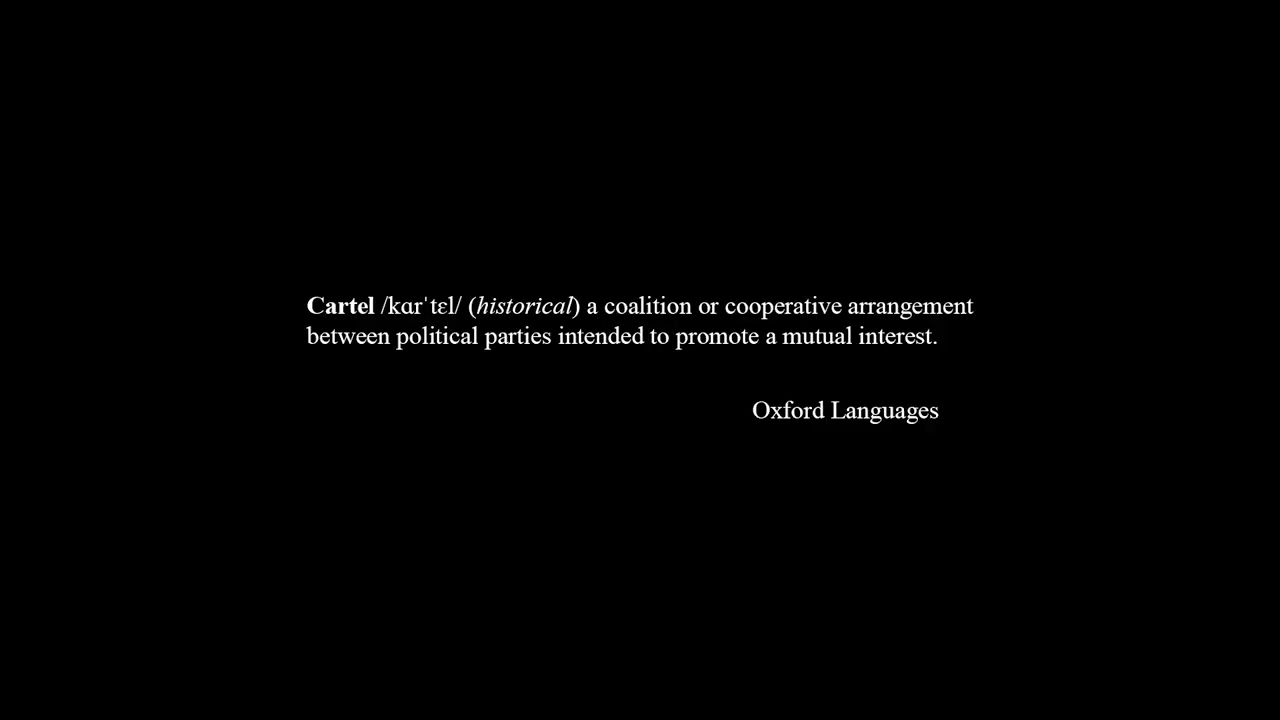 Cartel /kɑrˈtɛl/ (historical) a coalition or cooperative arrangement
between political parties intended to promote a mutual interest.
Oxford Languages